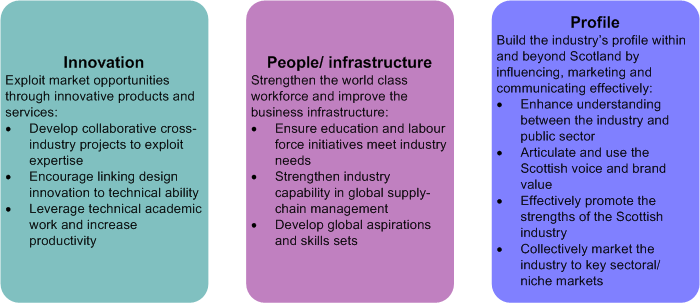 Innovation
Exploit market opportunities
through innovative products and
services:
• Develop collaborative cross-
industry projects to exploit
expertise
• Encourage linking design
innovation to technical ability
• Leverage technical academic
work and increase
productivity
People/ infrastructure
Strengthen the world class
workforce and improve the
business infrastructure:
• Ensure education and labour
force initiatives meet industry
needs
• Strengthen industry
capability in global supply-
chain management
• Develop global aspirations
and skills sets
Profile
Build the industry's profile within
and beyond Scotland by
influencing, marketing and
communicating effectively:
• Enhance understanding
between the industry and
public sector
• Articulate and use the
Scottish voice and brand
value
• Effectively promote the
strengths of the Scottish
industry
• Collectively market the
industry to key sectoral/
niche markets